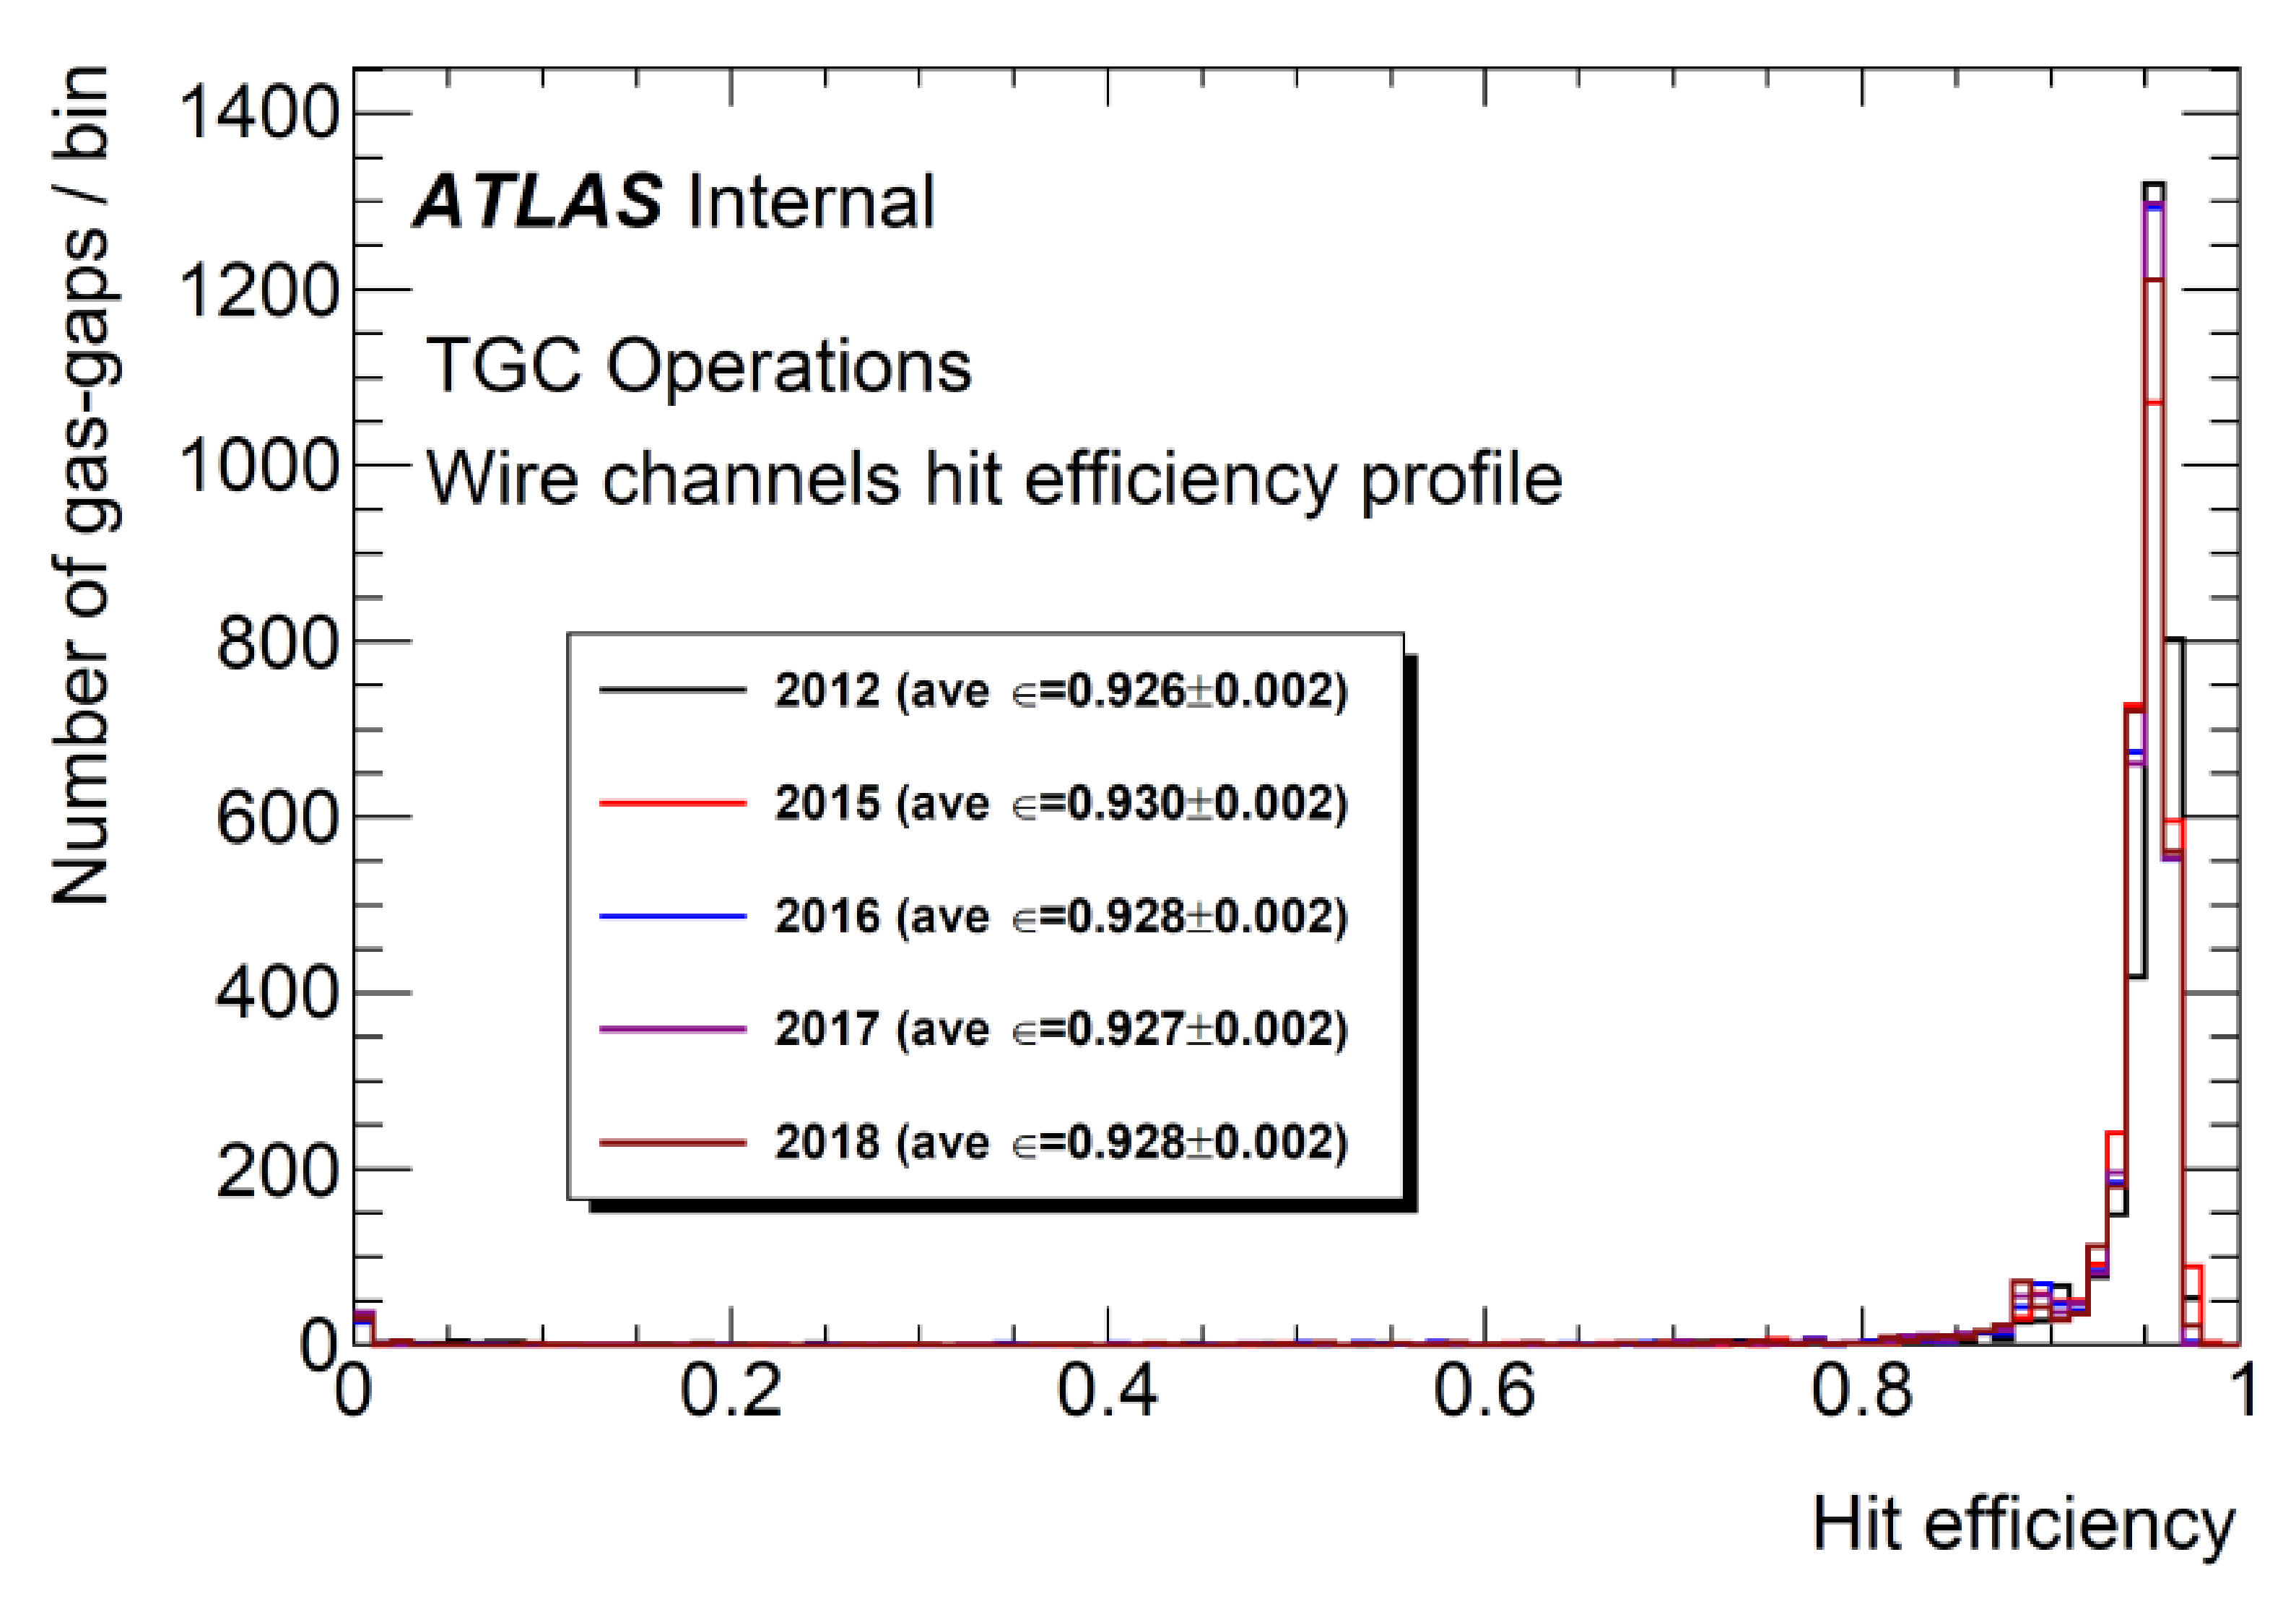 Number of gas-gaps / bin
1400
1200
1000
800
600
400
200
0
ATLAS Internal
TGC Operations
Wire channels hit efficiency profile
2012 (ave ∈=0.926±0.002)
2015 (ave ∈=0.930±0.002)
2016 (ave ∈=0.928±0.002)
2017 (ave ∈=0.927±0.002)
2018 (ave ∈=0.928±0.002)
0 0.2 0.4 0.6 0.8 1
Hit efficiency